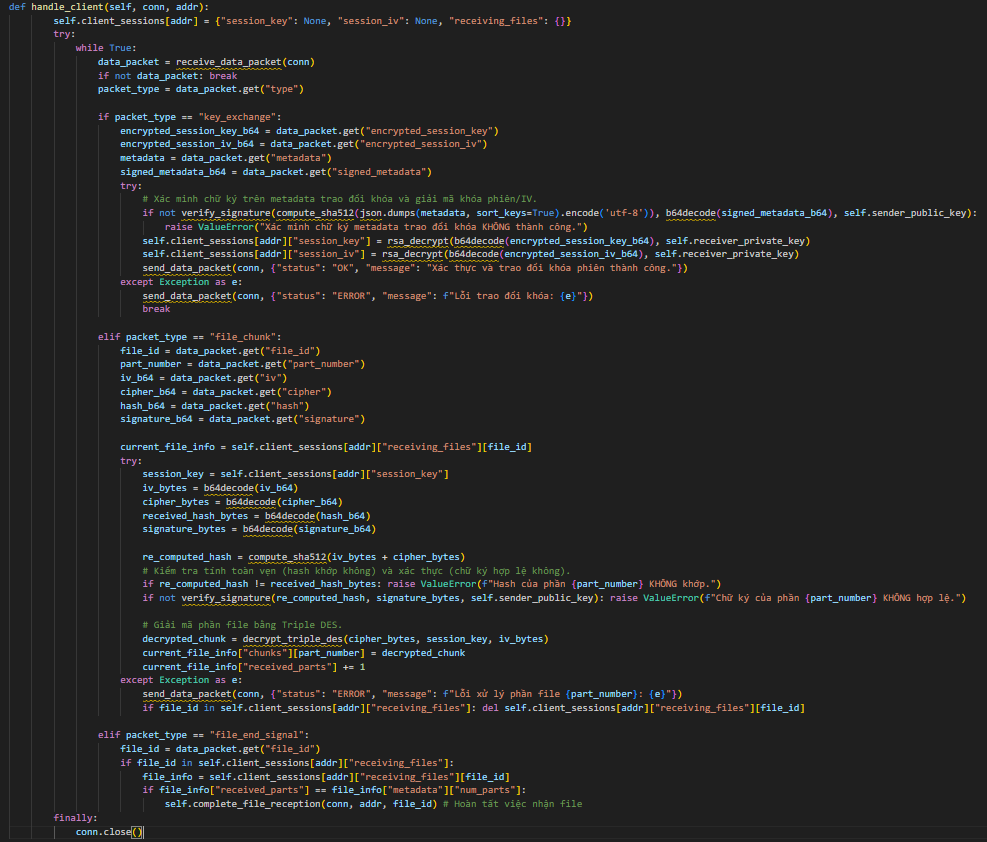 def handle_client(self, conn, addr):
self.client_sessions[addr] = {"session_key": None, "session_iv": None, "receiving_files": {}}
try:
while True:
data_packet = receive_data_packet(conn)
if not data_packet: break
packet_type = data_packet.get("type")
if packet_type == "key_exchange":
encrypted_session_key_b64 = data_packet.get("encrypted_session_key")
encrypted_session_iv_b64 = data_packet.get("encrypted_session_iv")
metadata = data_packet.get("metadata")
signed_metadata_b64 = data_packet.get("signed_metadata")
try:
# Xác minh chữ ký trên metadata trao đổi khóa và giải mã khóa phiên/IV.
if not verify_signature(compute_sha512(json.dumps(metadata, sort_keys=True).encode('utf-8')), b64decode(signed_metadata_b64), self.sender_public_key):
raise ValueError("Xác minh chữ ký metadata trao đổi khóa KHÔNG thành công.")
self.client_sessions[addr]["session_key"] = rsa_decrypt(b64decode(encrypted_session_key_b64), self.receiver_private_key)
self.client_sessions[addr]["session_iv"] = rsa_decrypt(b64decode(encrypted_session_iv_b64), self.receiver_private_key)
send_data_packet(conn, {"status": "OK", "message": "Xác thực và trao đổi khóa phiên thành công."})
except Exception as e:
send_data_packet(conn, {"status": "ERROR", "message": f"Lỗi trao đổi khóa: {e}"})
break
elif packet_type == "file_chunk":
file_id = data_packet.get("file_id")
part_number = data_packet.get("part_number")
iv_b64 = data_packet.get("iv")
cipher_b64 = data_packet.get("cipher")
hash_b64 = data_packet.get("hash")
signature_b64 = data_packet.get("signature")
current_file_info = self.client_sessions[addr]["receiving_files"][file_id]
try:
session_key = self.client_sessions[addr]["session_key"]
iv_bytes = b64decode(iv_b64)
cipher_bytes = b64decode(cipher_b64)
received_hash_bytes = b64decode(hash_b64)
signature_bytes = b64decode(signature_b64)
re_computed_hash = compute_sha512(iv_bytes + cipher_bytes)
# Kiểm tra tính toàn vẹn (hash khớp không) và xác thực (chữ ký hợp lệ không).
if re_computed_hash != received_hash_bytes: raise ValueError(f"Hash của phần {part_number} KHÔNG khớp.")
if not verify_signature(re_computed_hash, signature_bytes, self.sender_public_key): raise ValueError(f"Chữ ký của phần {part_number} KHÔNG hợp lệ.")
# Giải mã phần file bằng Triple DES.
decrypted_chunk = decrypt_triple_des(cipher_bytes, session_key, iv_bytes)
current_file_info["chunks"][part_number] = decrypted_chunk
current_file_info["received_parts"] += 1
except Exception as e:
send_data_packet(conn, {"status": "ERROR", "message": f"Lỗi xử lý phần file {part_number}: {e}"})
if file_id in self.client_sessions[addr]["receiving_files"]: del self.client_sessions[addr]["receiving_files"][file_id]
elif packet_type == "file_end_signal":
file_id = data_packet.get("file_id")
if file_id in self.client_sessions[addr]["receiving_files"]:
file_info = self.client_sessions[addr]["receiving_files"][file_id]
if file_info["received_parts"] == file_info["metadata"]["num_parts"]:
self.complete_file_reception(conn, addr, file_id) # Hoàn tất việc nhận file
finally:
conn.close()